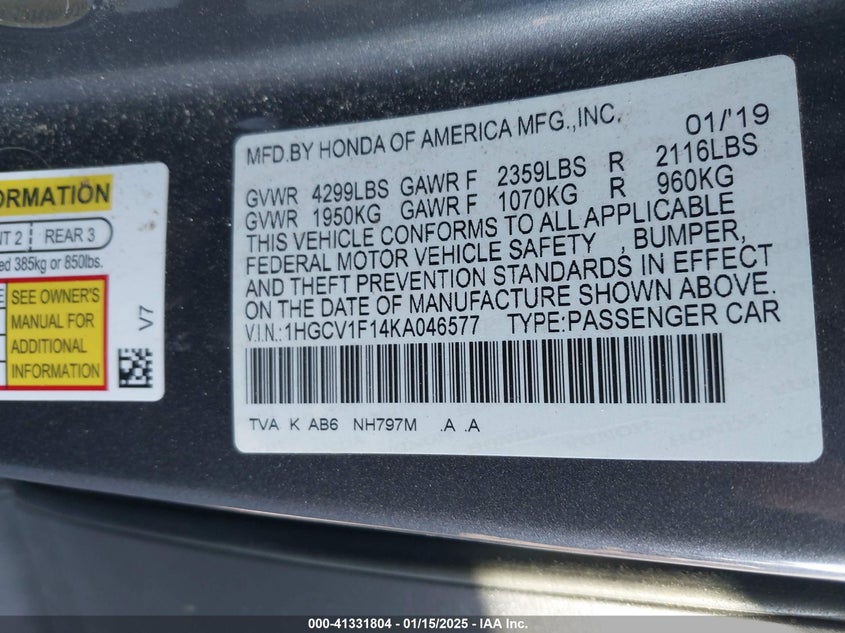 MFD.BY HONDA OF AMERICA MFG.,INC. 01/'19
GVWR 4299LBS GAWR F 2359LBS R 2116LBS
GVWR 1950KG GAWR F 1070KG R 960KG
THIS VEHICLE CONFORMS TO ALL APPLICABLE
FEDERAL MOTOR VEHICLE SAFETY , BUMPER,
AND THEFT PREVENTION STANDARDS IN EFFECT
ON THE DATE OF MANUFACTURE SHOWN ABOVE.
V.I.N.:1HGCV1F14KA046577 TYPE:PASSENGER CAR
TVA K AB6 NH797M .A .A
REAR 3
385kg or 850lbs.
SEE OWNER'S
MANUAL FOR
ADDITIONAL
INFORMATION
V7
000-41331804 — 01/15/2025 — IAA Inc.